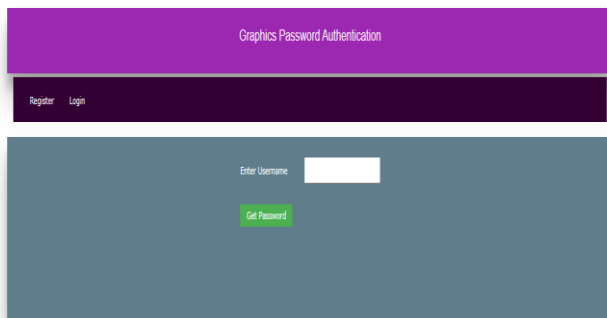 Graphics Password Authentication
Register Login
Enter Username
Get Password